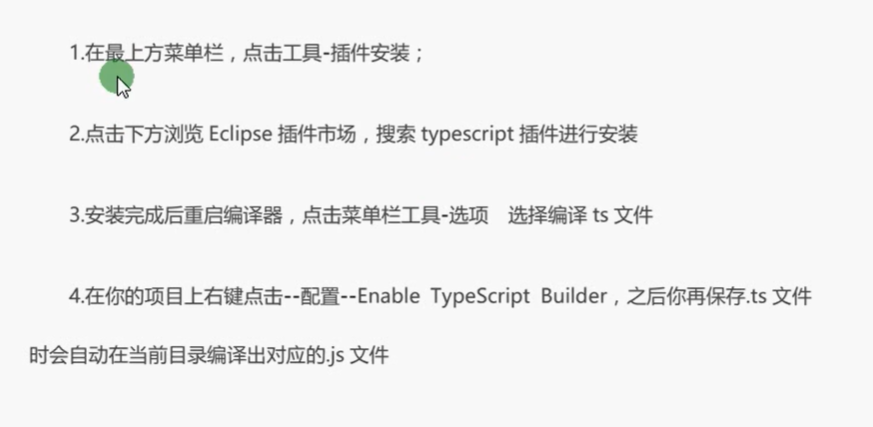 1.在最上方菜单栏，点击工具-插件安装；
2.点击下方浏览 Eclipse 插件市场，搜索 typescript 插件进行安装
3.安装完成后重启编译器，点击菜单栏工具-选项 选择编译 ts 文件
4.在你的项目上右键点击--配置--Enable TypeScript Builder，之后你再保存.ts 文件
时会自动在当前目录编译出对应的.js 文件